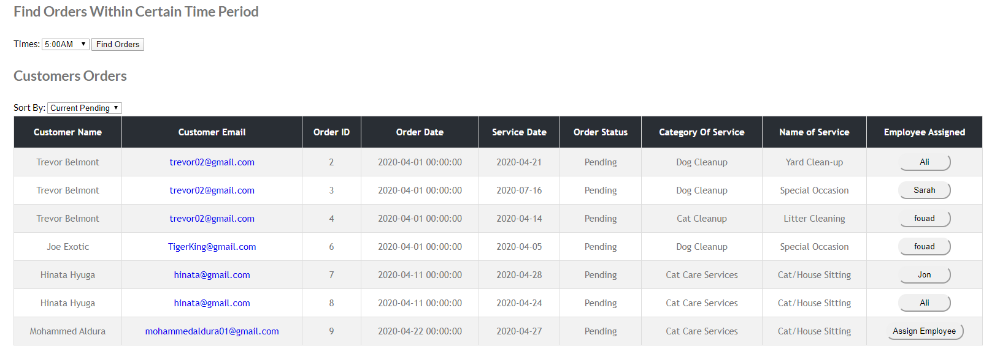 Find Orders Within Certain Time Period
Times: 5:00AM Find Orders
Customers Orders
Sort By: Current Pending
Customer Name Customer Email Order ID Order Date Service Date Order Status Category Of Service Name of Service Employee Assigned
Trevor Belmont trevor02@gmail.com 2 2020-04-01 00:00:00 2020-04-21 Pending Dog Cleanup Yard Clean-up Ali
Trevor Belmont trevor02@gmail.com 3 2020-04-01 00:00:00 2020-07-16 Pending Dog Cleanup Special Occasion Sarah
Trevor Belmont trevor02@gmail.com 4 2020-04-01 00:00:00 2020-04-14 Pending Cat Cleanup Litter Cleaning fouad
Joe Exotic TigerKing@gmail.com 6 2020-04-01 00:00:00 2020-04-05 Pending Dog Cleanup Special Occasion fouad
Hinata Hyuga hinata@gmail.com 7 2020-04-11 00:00:00 2020-04-28 Pending Cat Care Services Cat/House Sitting Jon
Hinata Hyuga hinata@gmail.com 8 2020-04-11 00:00:00 2020-04-24 Pending Cat Care Services Cat/House Sitting Ali
Mohammed Aldura mohammedaldura01@gmail.com 9 2020-04-22 00:00:00 2020-04-27 Pending Cat Care Services Cat/House Sitting Assign Employee